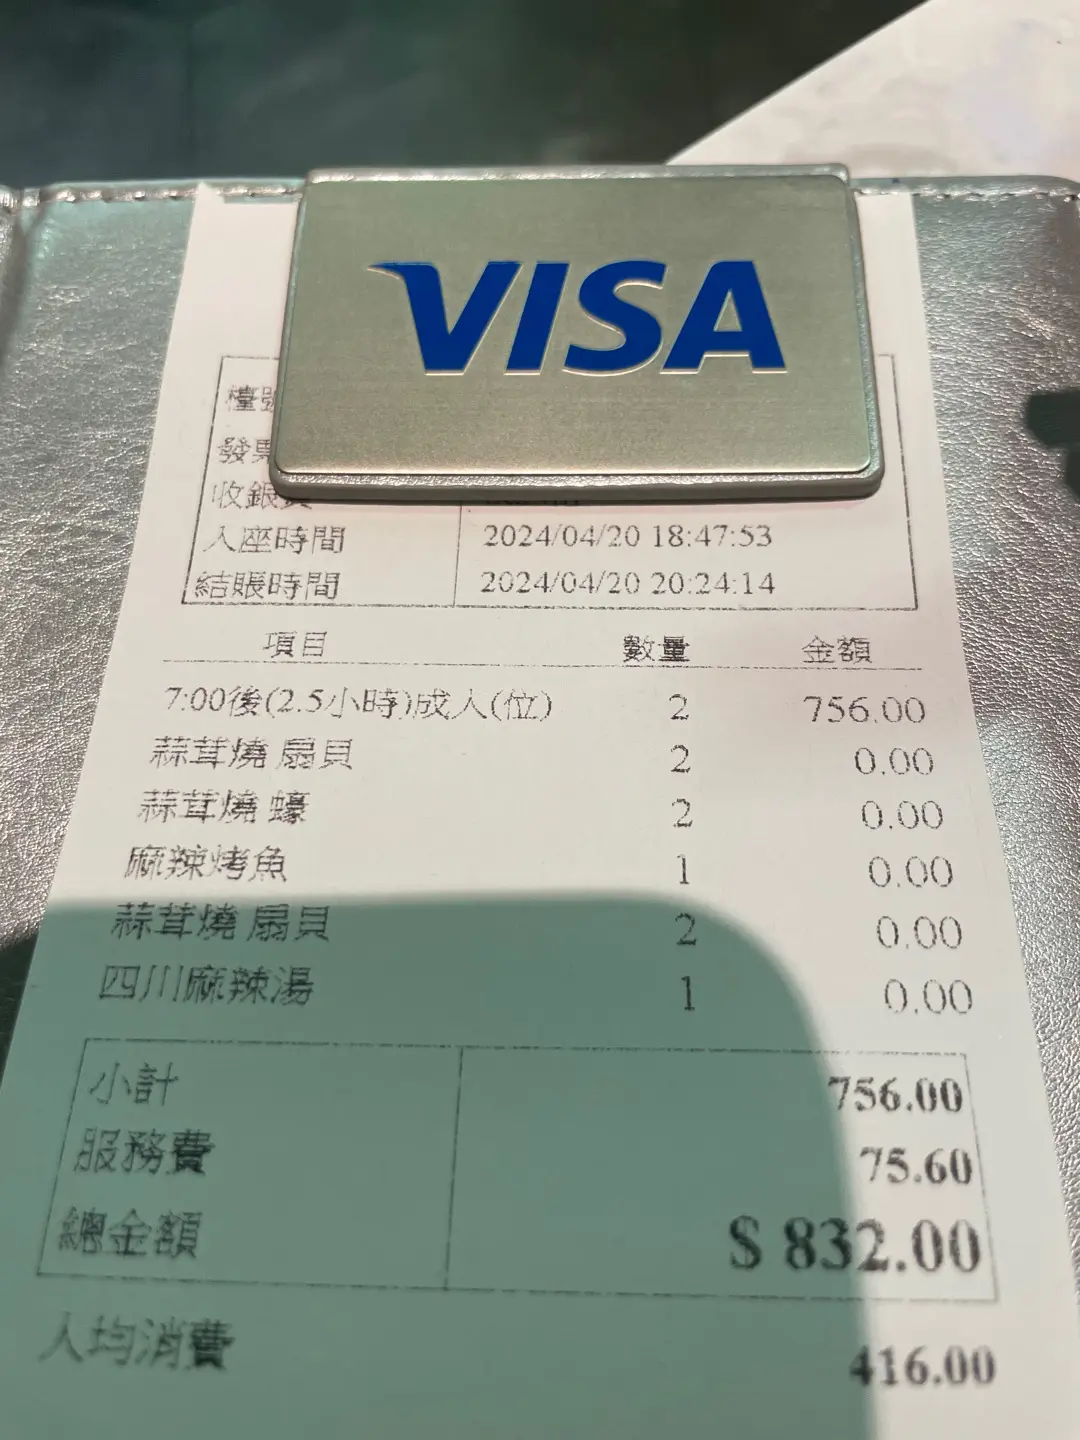 VISA
檯號
發票
收銀員
入座時間 2024/04/20 18:47:53
結賬時間 2024/04/20 20:24:14
項目 數量 金額
7:00後(2.5小時)成人(位) 2 756.00
蒜茸燒 扇貝 2 0.00
蒜茸燒 蠔 2 0.00
麻辣烤魚 1 0.00
蒜茸燒 扇貝 2 0.00
四川麻辣湯 1 0.00
小計 756.00
服務費 75.60
總金額 $ 832.00
人均消費 416.00